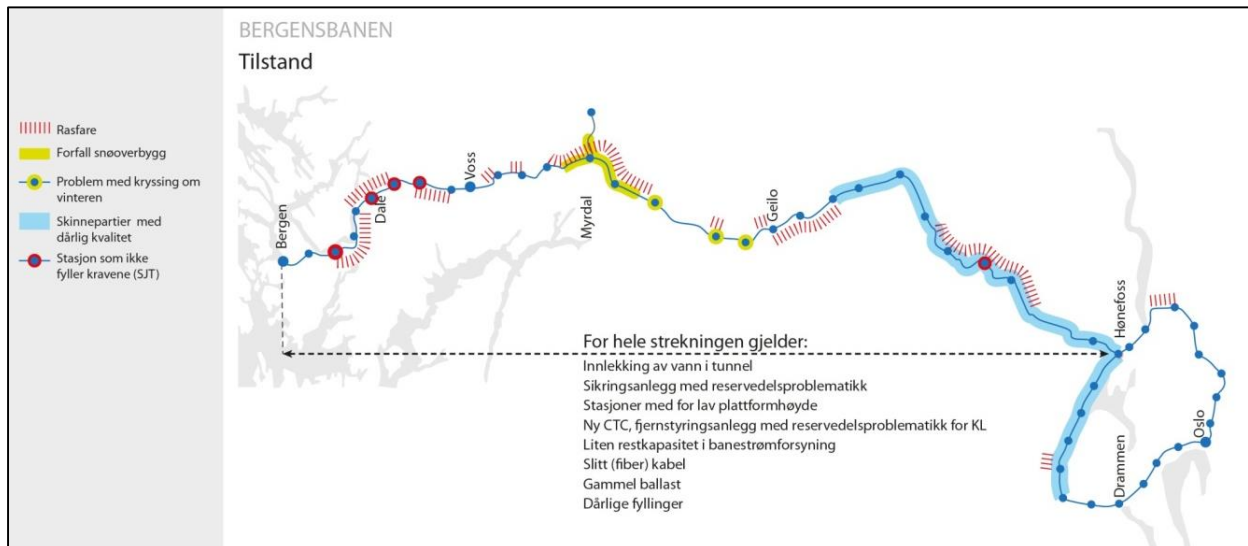 BERGENSBANEN
Tilstand
Rasfare
Forfall snøoverbygg
Problem med kryssing om
vinteren
Skinnepartier med
dårlig kvalitet
Stasjon som ikke
fyller kravene (SJT)
Bergen
Dale
Voss
Myrdal
Geilo
Hønefoss
Drammen
Oslo
For hele strekningen gjelder:
Innlekking av vann i tunnel
Sikringsanlegg med reservedelsproblematikk
Stasjoner med for lav plattformhøyde
Ny CTC, fjernstyringsanlegg med reservedelsproblematikk for KL
Liten restkapasitet i banestrømforsyning
Slitt (fiber) kabel
Gammel ballast
Dårlige fyllinger